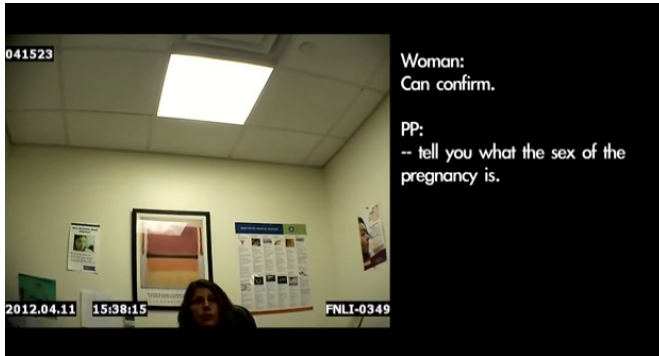 041523
Woman:
Can confirm.
PP:
-- tell you what the sex of the
pregnancy is.
2012.04.11 15:38:15 FNLI-0349